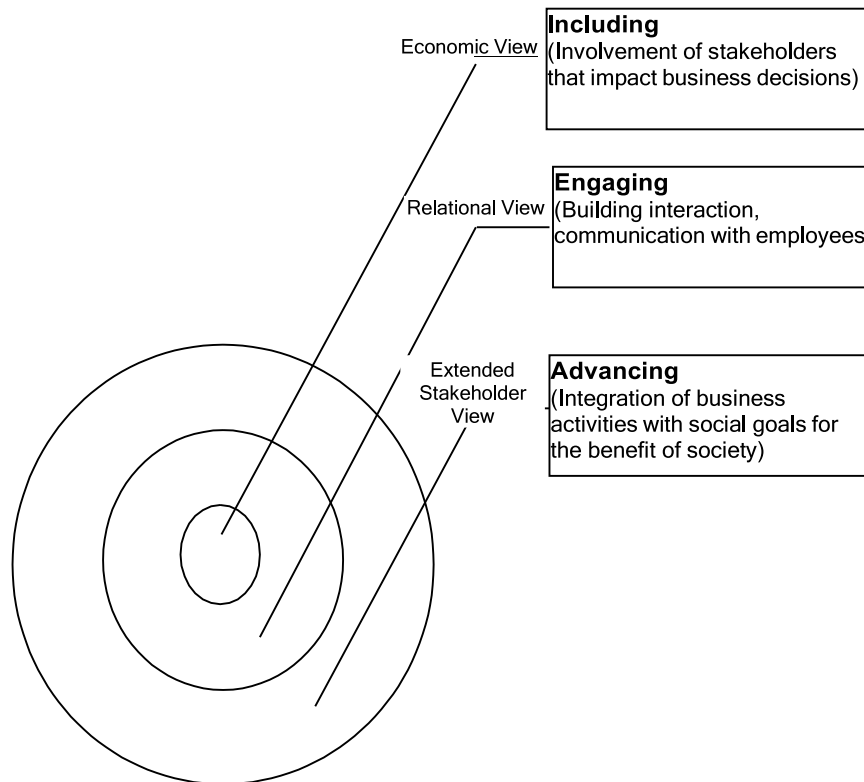 Economic View
Including
(Involvement of stakeholders
that impact business decisions)
Relational View
Engaging
(Building interaction,
communication with employees
Extended
Stakeholder
View
Advancing
(Integration of business
activities with social goals for
the benefit of society)